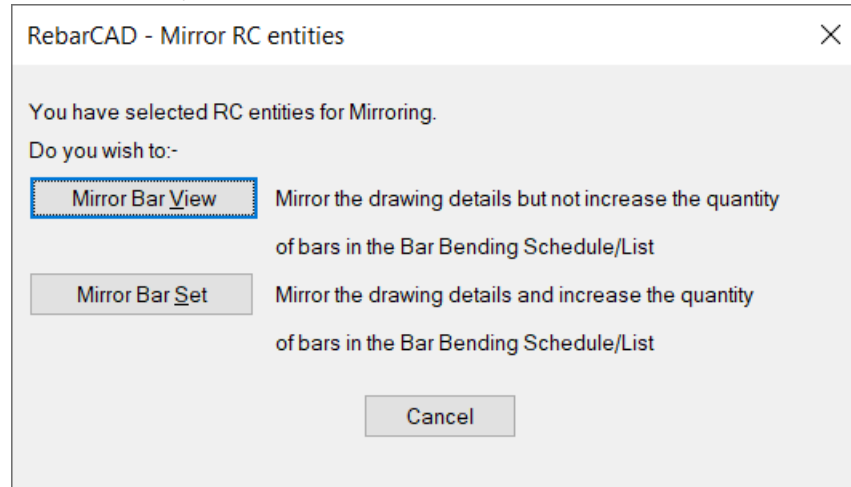 RebarCAD - Mirror RC entities
You have selected RC entities for Mirroring.
Do you wish to:-
Mirror Bar View Mirror the drawing details but not increase the quantity
of bars in the Bar Bending Schedule/List
Mirror Bar Set Mirror the drawing details and increase the quantity
of bars in the Bar Bending Schedule/List
Cancel